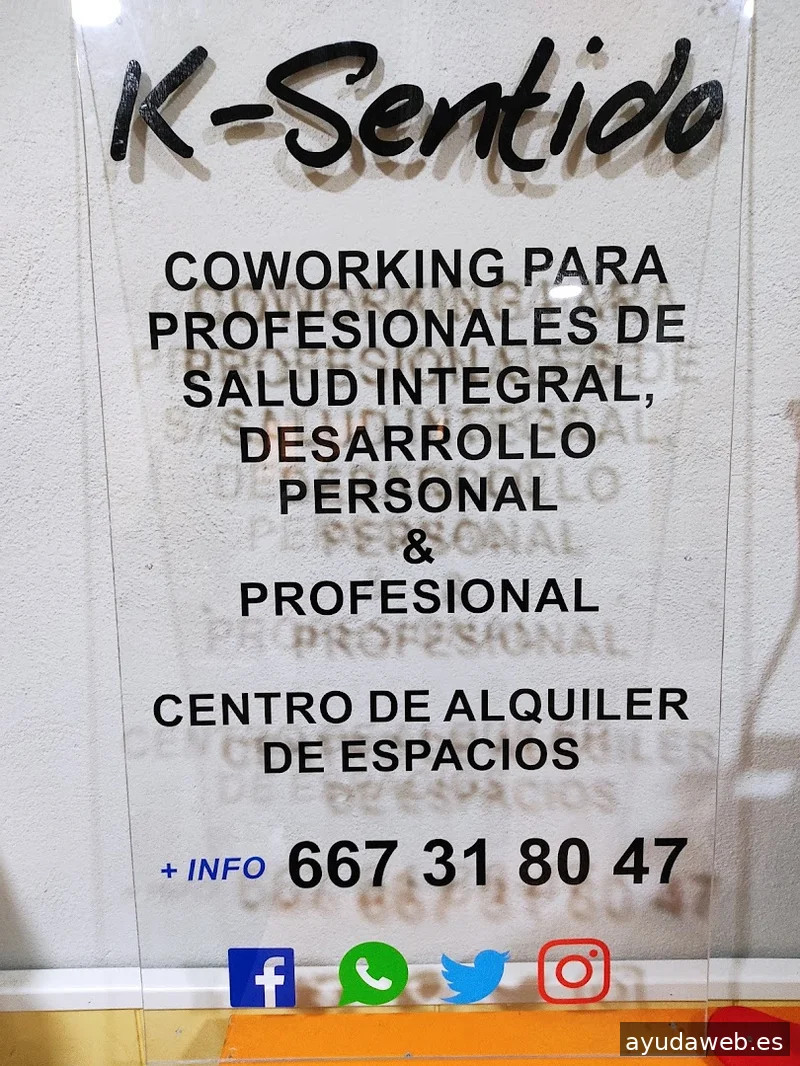 K-Sentido
COWORKING PARA
PROFESIONALES DE
SALUD INTEGRAL,
DESARROLLO
PERSONAL
&
PROFESIONAL
CENTRO DE ALQUILER
DE ESPACIOS
+ INFO 667 31 80 47
ayudaweb.es